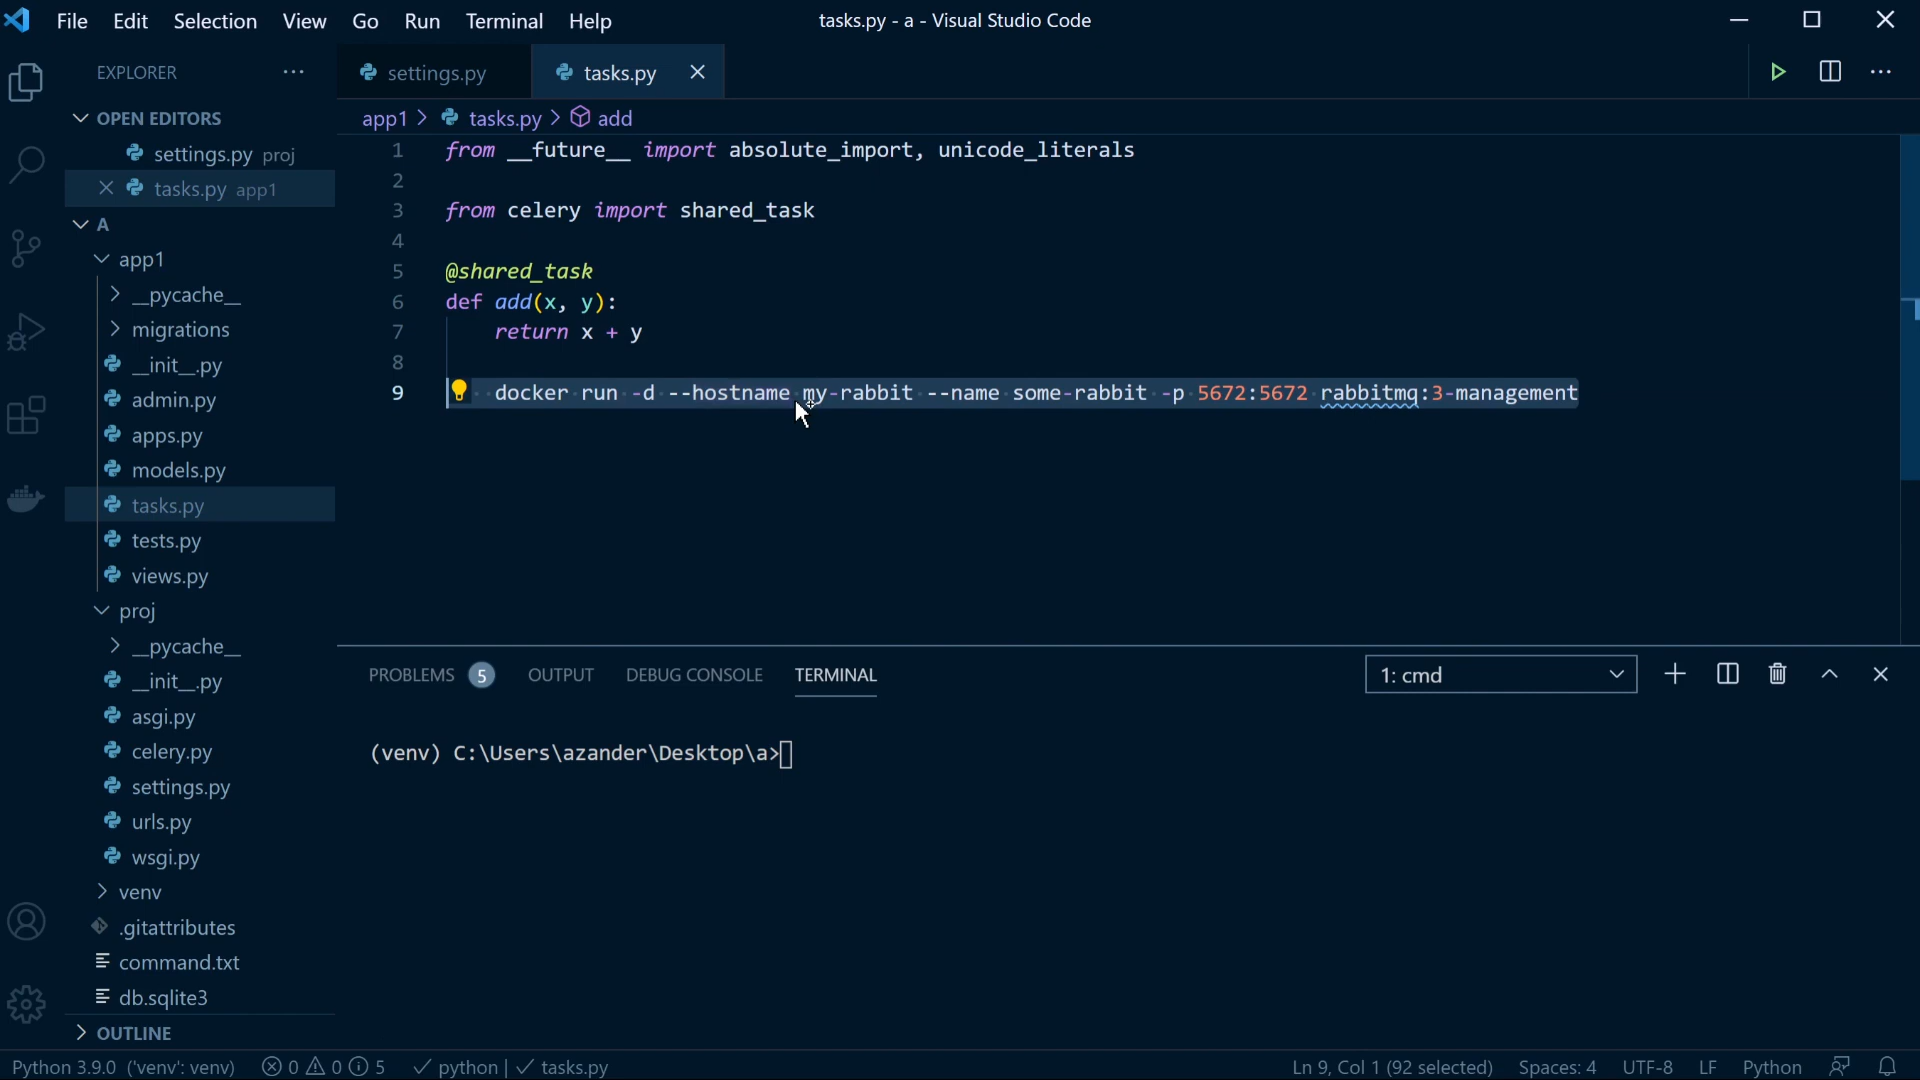 File Edit Selection View Go Run Terminal Help
tasks.py - a - Visual Studio Code
EXPLORER
OPEN EDITORS
settings.py proj
tasks.py app1
A
app1
__pycache__
migrations
__init__.py
admin.py
apps.py
models.py
tasks.py
tests.py
views.py
proj
__pycache__
__init__.py
asgi.py
celery.py
settings.py
urls.py
wsgi.py
venv
.gitattributes
command.txt
db.sqlite3
OUTLINE
settings.py tasks.py
app1 > tasks.py > add
1 from __future__ import absolute_import, unicode_literals
2
3 from celery import shared_task
4
5 @shared_task
6 def add(x, y):
7 return x + y
8
9 docker run -d --hostname my-rabbit --name some-rabbit -p 5672:5672 rabbitmq:3-management
PROBLEMS 5 OUTPUT DEBUG CONSOLE TERMINAL
1: cmd
(venv) C:\Users\azander\Desktop\a>
Python 3.9.0 ('venv': venv) 0 0 5 python | tasks.py
Ln 9, Col 1 (92 selected) Spaces: 4 UTF-8 LF Python